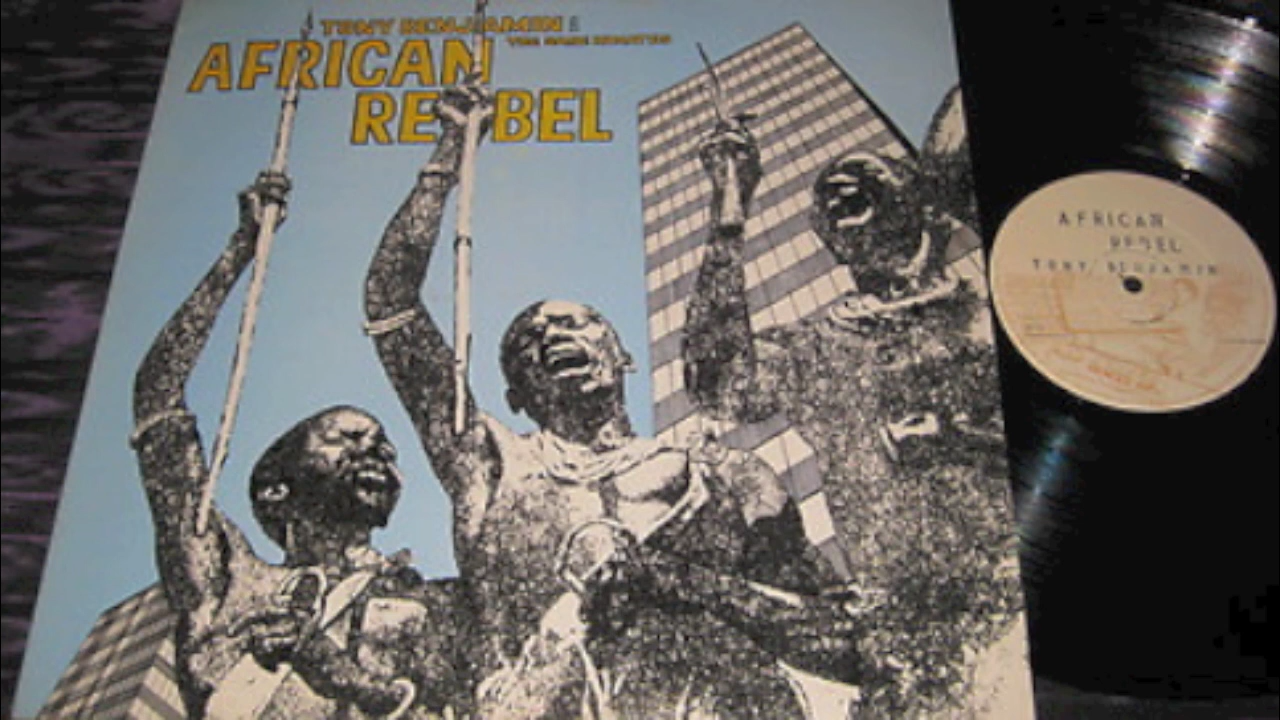 TONY BENJAMIN :
AFRICAN
REBEL
AFRICAN
REBEL
TONY BENJAMIN